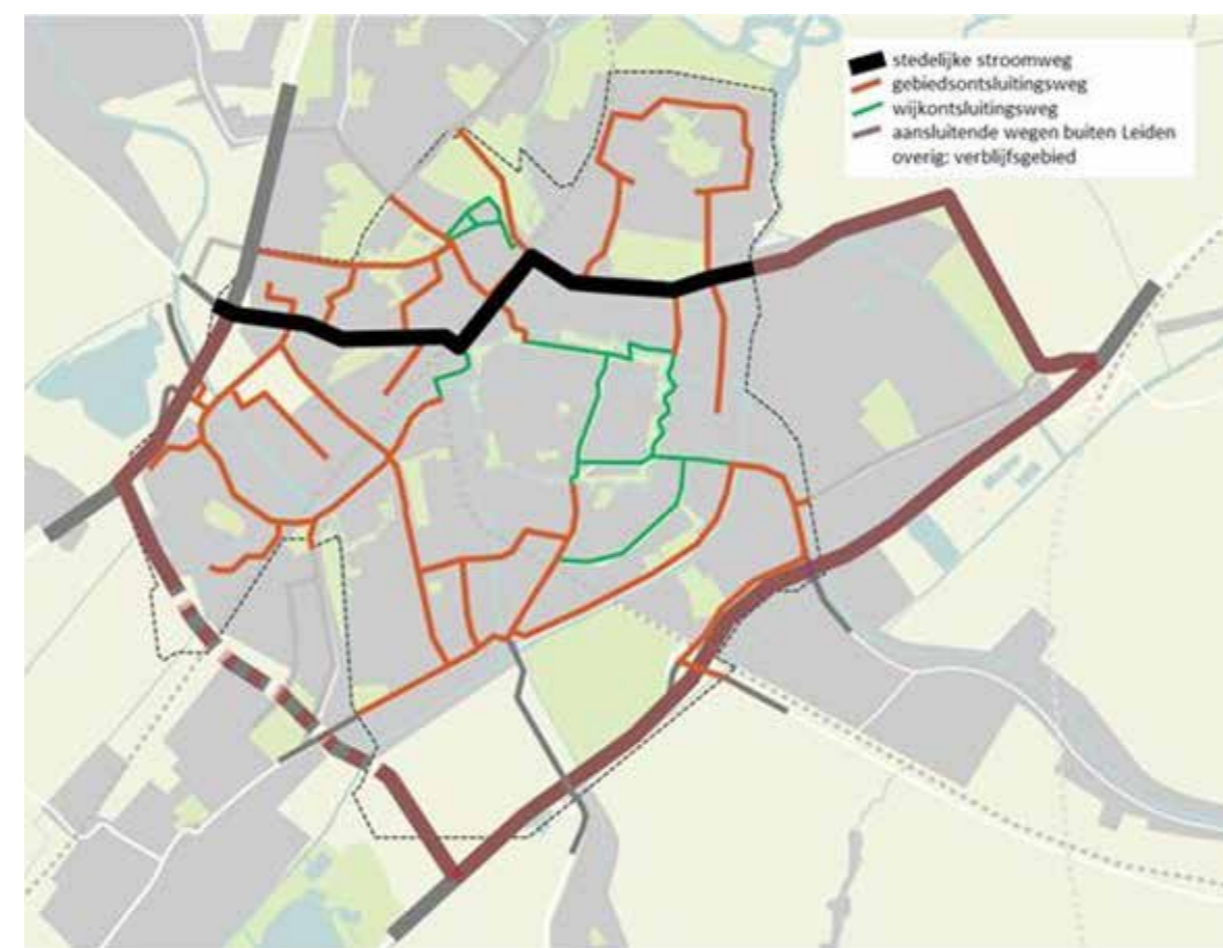 stedelijke stroomweg
gebiedsontsluitingsweg
wijkontsluitingsweg
aansluitende wegen buiten Leiden
overig: verblijfsgebied